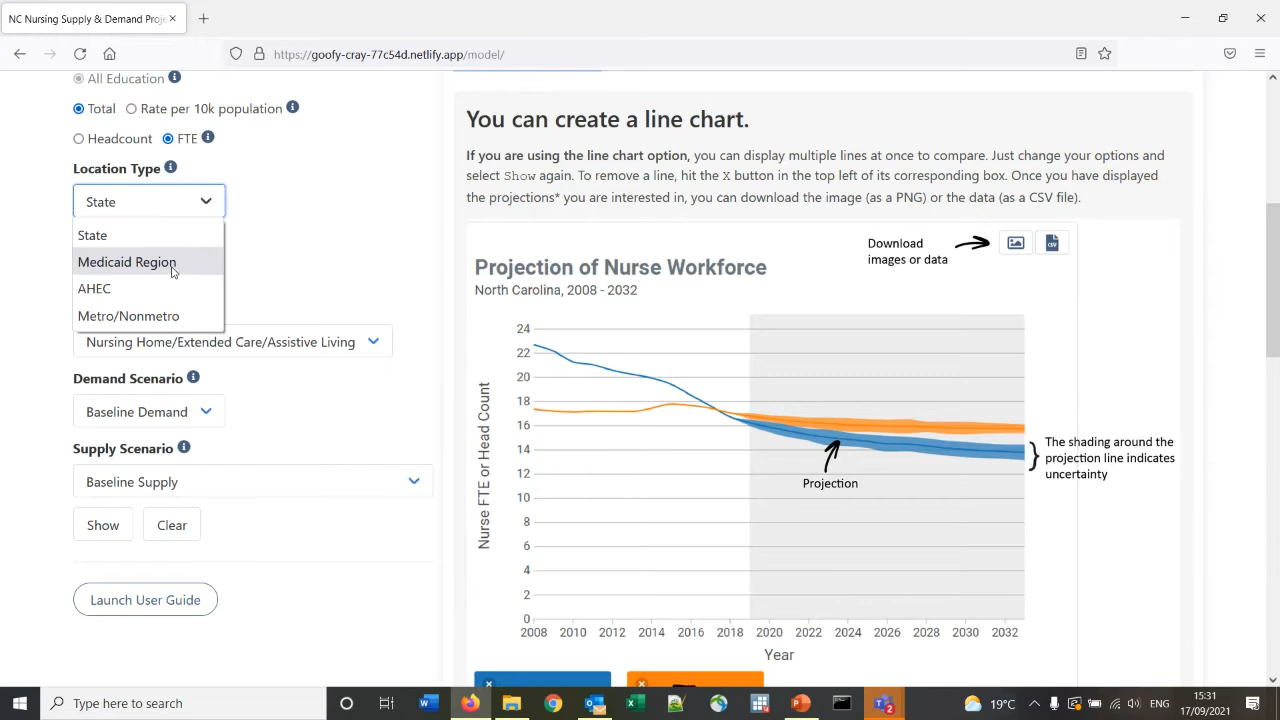 NC Nursing Supply & Demand Proje
https://goofy-cray-77c54d.netlify.app/model/
All Education
Total
Rate per 10k population
Headcount
FTE
Location Type
State
State
Medicaid Region
AHEC
Metro/Nonmetro
Nursing Home/Extended Care/Assistive Living
Demand Scenario
Baseline Demand
Supply Scenario
Baseline Supply
Show
Clear
Launch User Guide
You can create a line chart.
If you are using the line chart option, you can display multiple lines at once to compare. Just change your options and
select Show again. To remove a line, hit the X button in the top left of its corresponding box. Once you have displayed
the projections* you are interested in, you can download the image (as a PNG) or the data (as a CSV file).
Download
images or data
CSV
Projection of Nurse Workforce
North Carolina, 2008 - 2032
24
22
20
18
16
14
12
10
8
6
4
2
0
Nurse FTE or Head Count
Projection
The shading around the
projection line indicates
uncertainty
2008 2010 2012 2014 2016 2018 2020 2022 2024 2026 2028 2030 2032
Year
Type here to search
19°C
ENG
15:31
17/09/2021